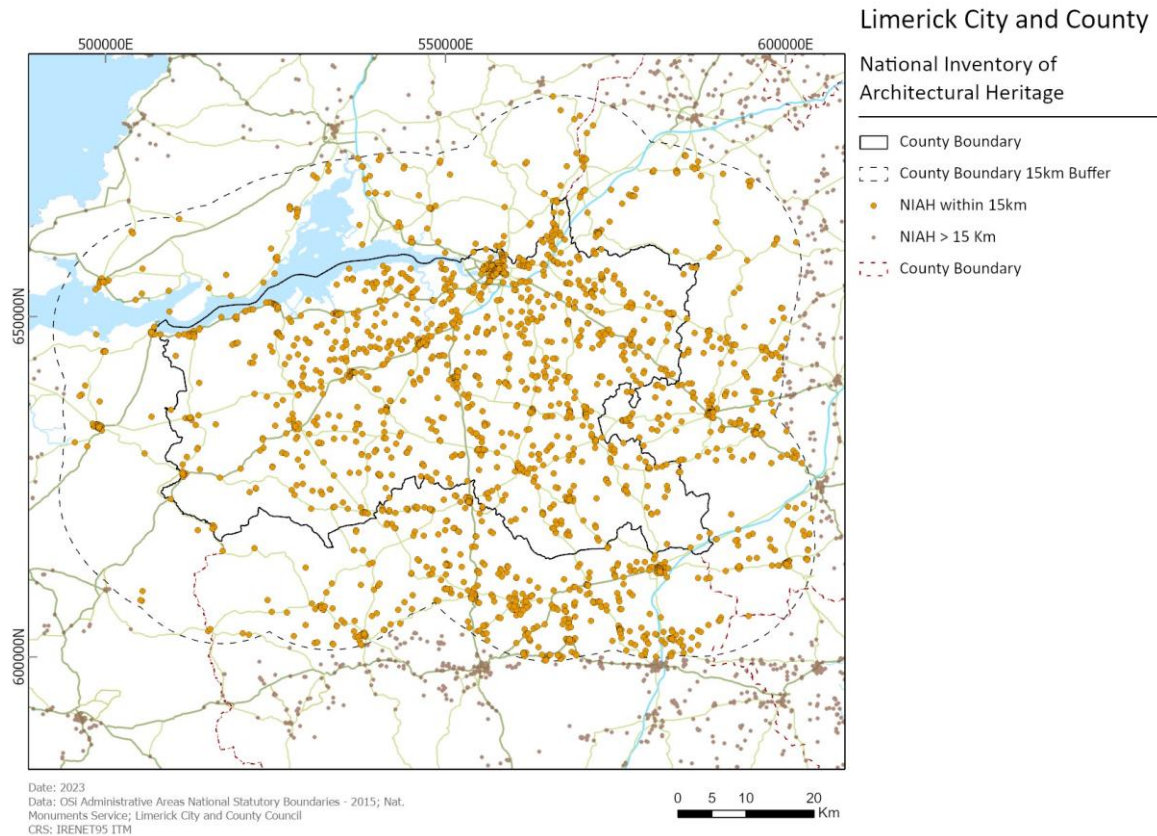 Limerick City and County
National Inventory of
Architectural Heritage
County Boundary
County Boundary 15km Buffer
NIAH within 15km
NIAH > 15 Km
County Boundary
500000E
550000E
600000E
650000N
600000N
Date: 2023
Data: OSi Administrative Areas National Statutory Boundaries - 2015; Nat.
Monuments Service; Limerick City and County Council
CRS: IRENET95 ITM
0 5 10 20
Km